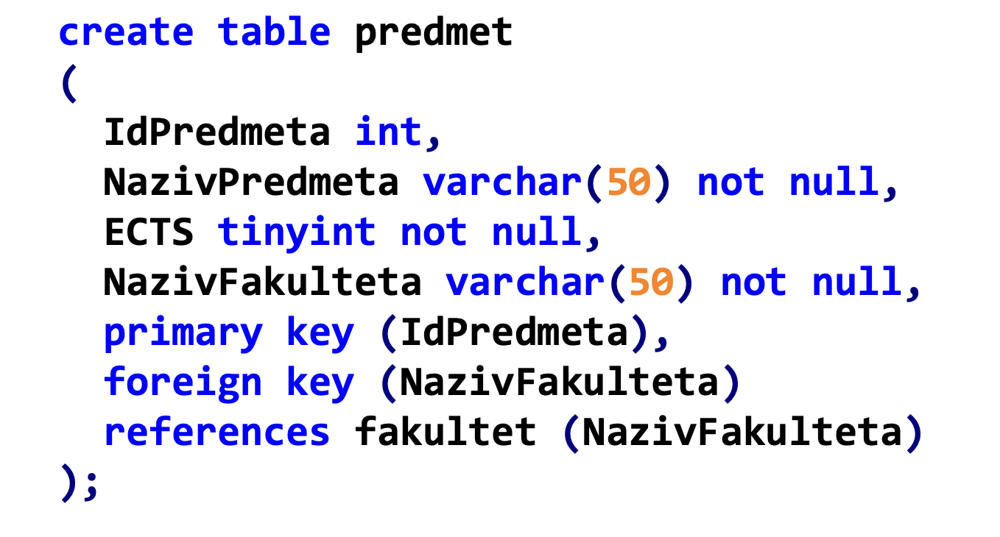 create table predmet
(
IdPredmeta int,
NazivPredmeta varchar(50) not null,
ECTS tinyint not null,
NazivFakulteta varchar(50) not null,
primary key (IdPredmeta),
foreign key (NazivFakulteta)
references fakultet (NazivFakulteta)
);